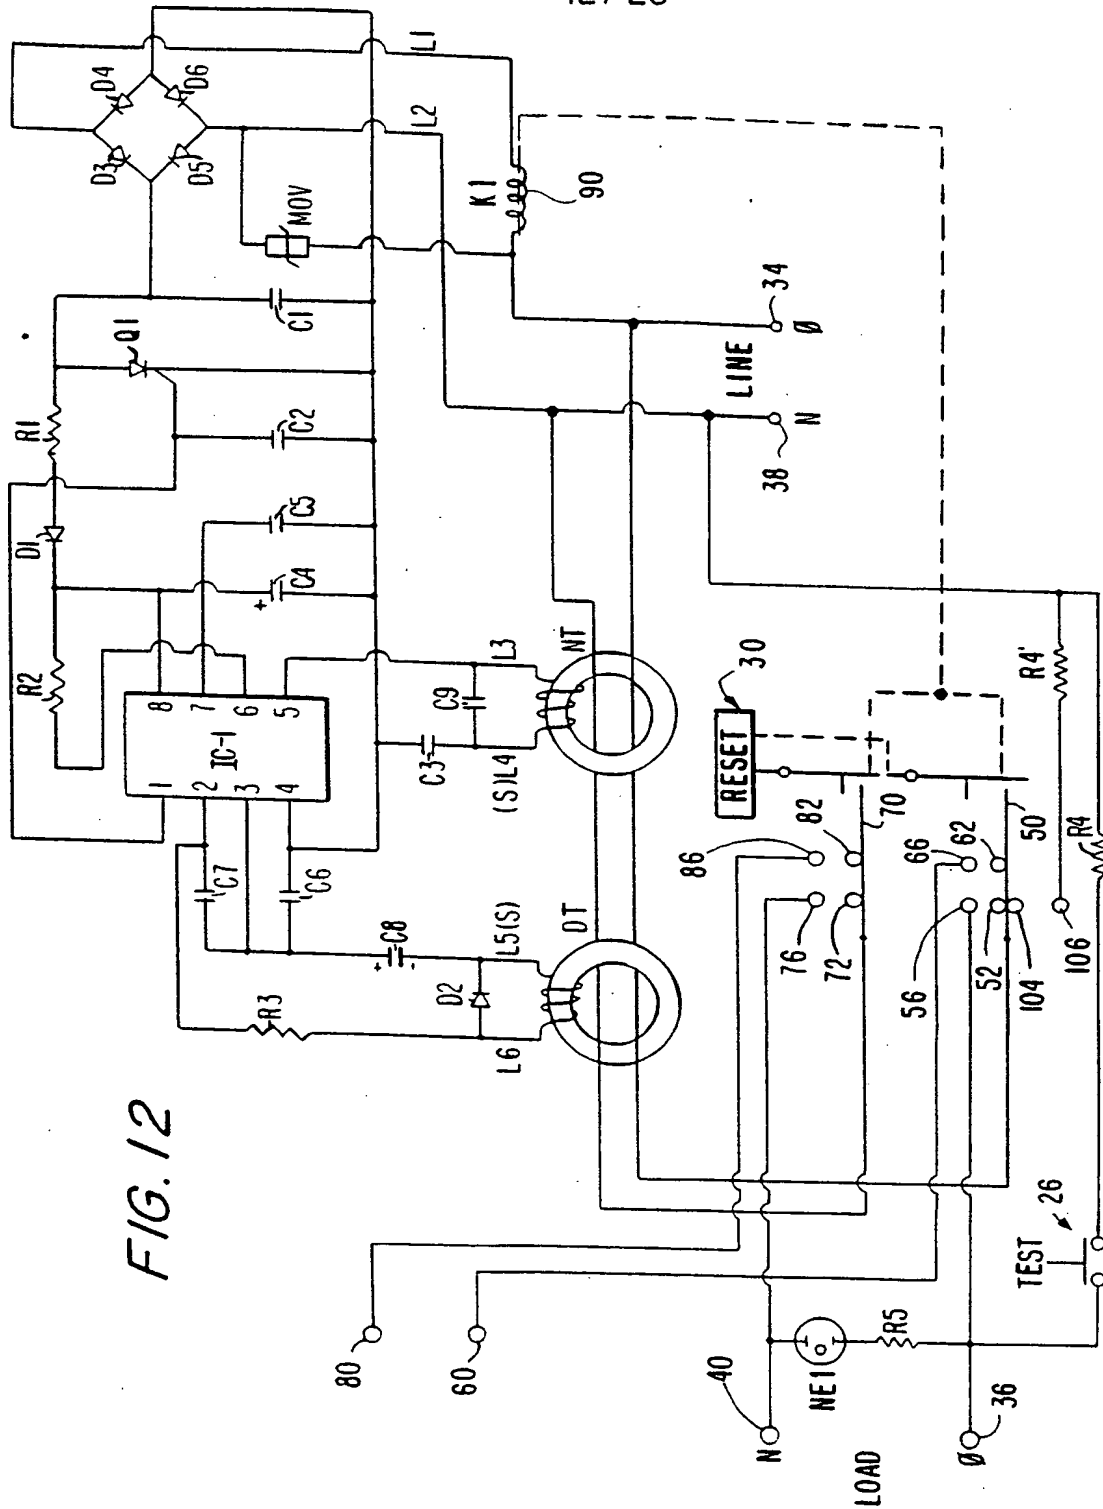 FIG. 12
D4
D6
D3
D5
L1
L2
MOV
K1
90
C1
Q1
R1
C2
D1
C5
C4
+
R2
IC-1
1
2
3
4
5
6
7
8
C7
C6
C3
C9
L3
(S)L4
NT
R3
C8
+
-
D2
L5(S)
L6
DT
LINE
34
Ø
38
N
30
RESET
R4'
R4
86
82
70
76
72
66
62
50
56
52
104
106
26
TEST
80
60
40
N
NE1
R5
LOAD
Ø
36